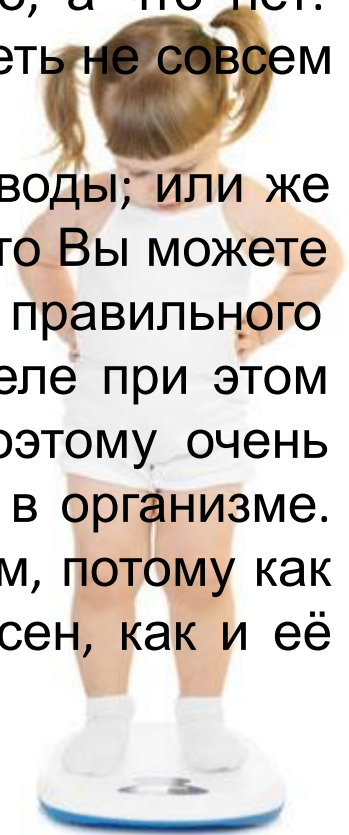 а что нет.
еть не совсем
воды; или же
то Вы можете
правильного
еле при этом
оэтому очень
в организме.
м, потому как
сен, как и её